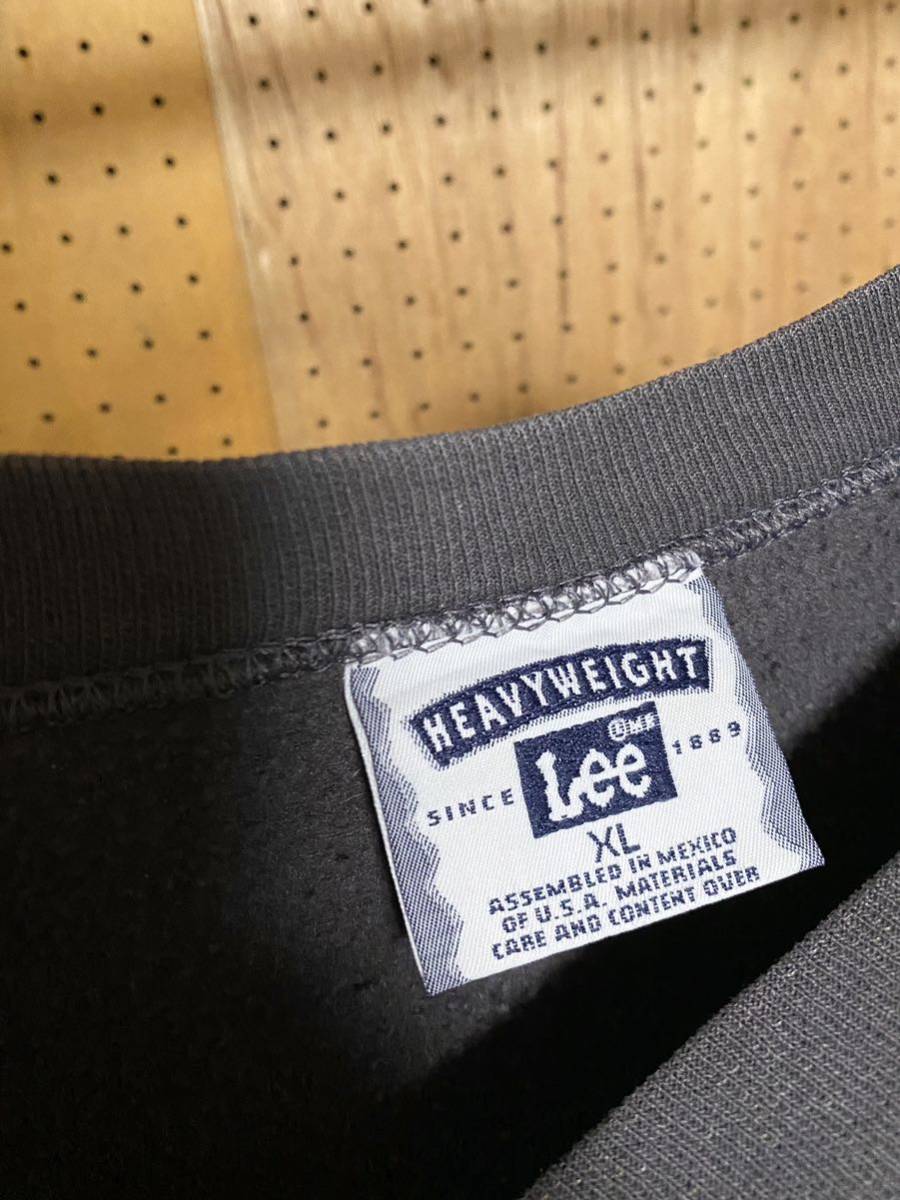 HEAVYWEIGHT
SINCE Lee 1889
XL
ASSEMBLED IN MEXICO
OF U.S.A. MATERIALS
CARE AND CONTENT OVER